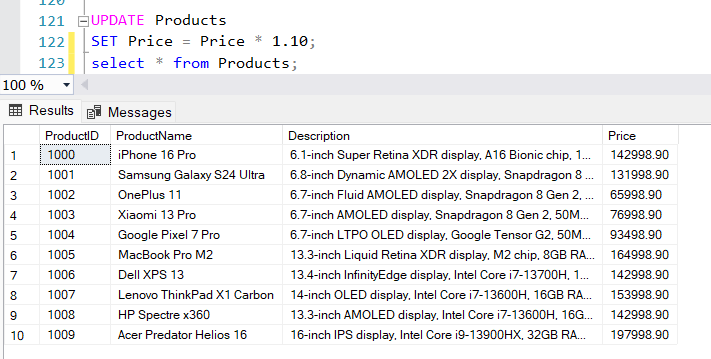 120
121 UPDATE Products
122 SET Price = Price * 1.10;
123 select * from Products;
100 %
Results Messages
ProductID ProductName Description Price
1 1000 iPhone 16 Pro 6.1-inch Super Retina XDR display, A16 Bionic chip, 1... 142998.90
2 1001 Samsung Galaxy S24 Ultra 6.8-inch Dynamic AMOLED 2X display, Snapdragon 8 ... 131998.90
3 1002 OnePlus 11 6.7-inch Fluid AMOLED display, Snapdragon 8 Gen 2, ... 65998.90
4 1003 Xiaomi 13 Pro 6.7-inch AMOLED display, Snapdragon 8 Gen 2, 50M... 76998.90
5 1004 Google Pixel 7 Pro 6.7-inch LTPO OLED display, Google Tensor G2, 50M... 93498.90
6 1005 MacBook Pro M2 13.3-inch Liquid Retina XDR display, M2 chip, 8GB RA... 164998.90
7 1006 Dell XPS 13 13.4-inch InfinityEdge display, Intel Core i7-13700H, 1... 142998.90
8 1007 Lenovo ThinkPad X1 Carbon 14-inch OLED display, Intel Core i7-13600H, 16GB RA... 153998.90
9 1008 HP Spectre x360 13.3-inch AMOLED display, Intel Core i7-13600H, 16G... 142998.90
10 1009 Acer Predator Helios 16 16-inch IPS display, Intel Core i9-13900HX, 32GB RA... 197998.90